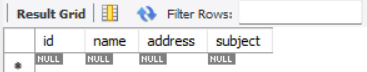 Result Grid Filter Rows:
id name address subject
NULL NULL NULL NULL